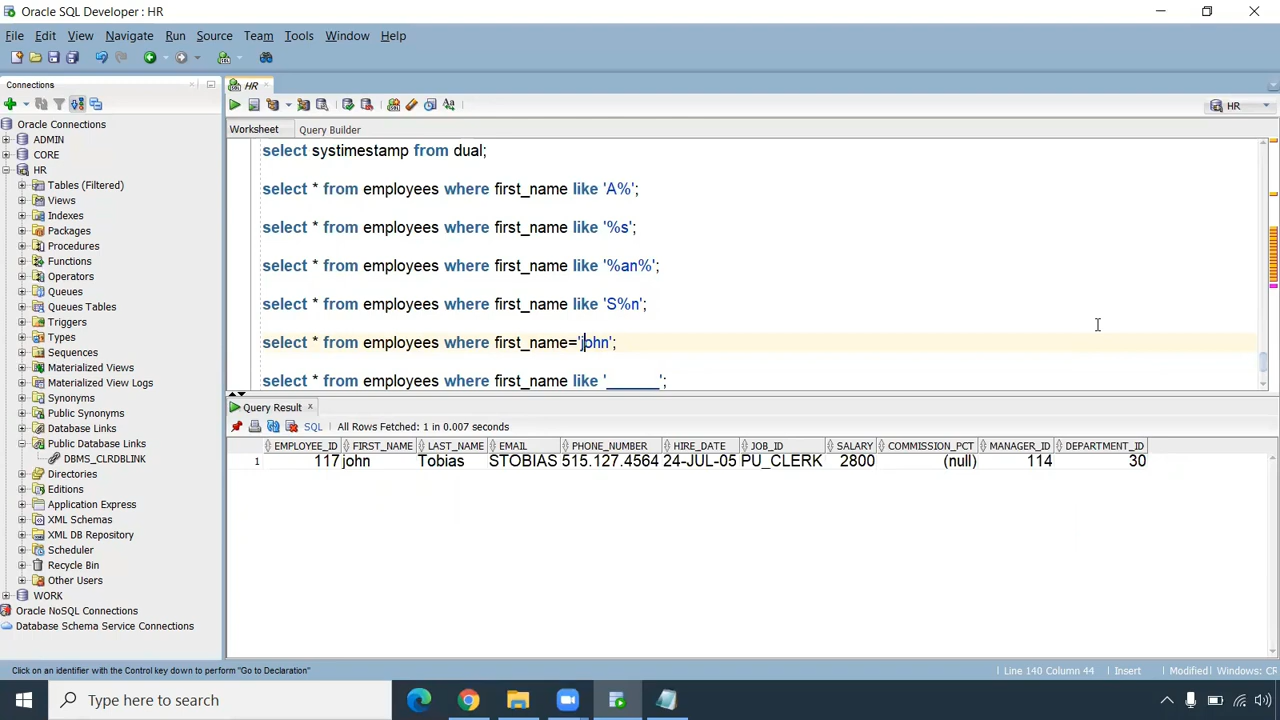 Oracle SQL Developer : HR
File Edit View Navigate Run Source Team Tools Window Help
Connections
HR
HR
Worksheet Query Builder
Oracle Connections
ADMIN
CORE
HR
Tables (Filtered)
Views
Indexes
Packages
Procedures
Functions
Operators
Queues
Queues Tables
Triggers
Types
Sequences
Materialized Views
Materialized View Logs
Synonyms
Public Synonyms
Database Links
Public Database Links
DBMS_CLRDBLINK
Directories
Editions
Application Express
XML Schemas
XML DB Repository
Scheduler
Recycle Bin
Other Users
WORK
Oracle NoSQL Connections
Database Schema Service Connections
select systimestamp from dual;
select * from employees where first_name like 'A%';
select * from employees where first_name like '%s';
select * from employees where first_name like '%an%';
select * from employees where first_name like 'S%n';
select * from employees where first_name='john';
select * from employees where first_name like '______';
Query Result
SQL All Rows Fetched: 1 in 0.007 seconds
EMPLOYEE_ID FIRST_NAME LAST_NAME EMAIL PHONE_NUMBER HIRE_DATE JOB_ID SALARY COMMISSION_PCT MANAGER_ID DEPARTMENT_ID
1 117 john Tobias STOBIAS 515.127.4564 24-JUL-05 PU_CLERK 2800 (null) 114 30
Click on an identifier with the Control key down to perform "Go to Declaration"
Line 140 Column 44 Insert Modified Windows: CR
Type here to search